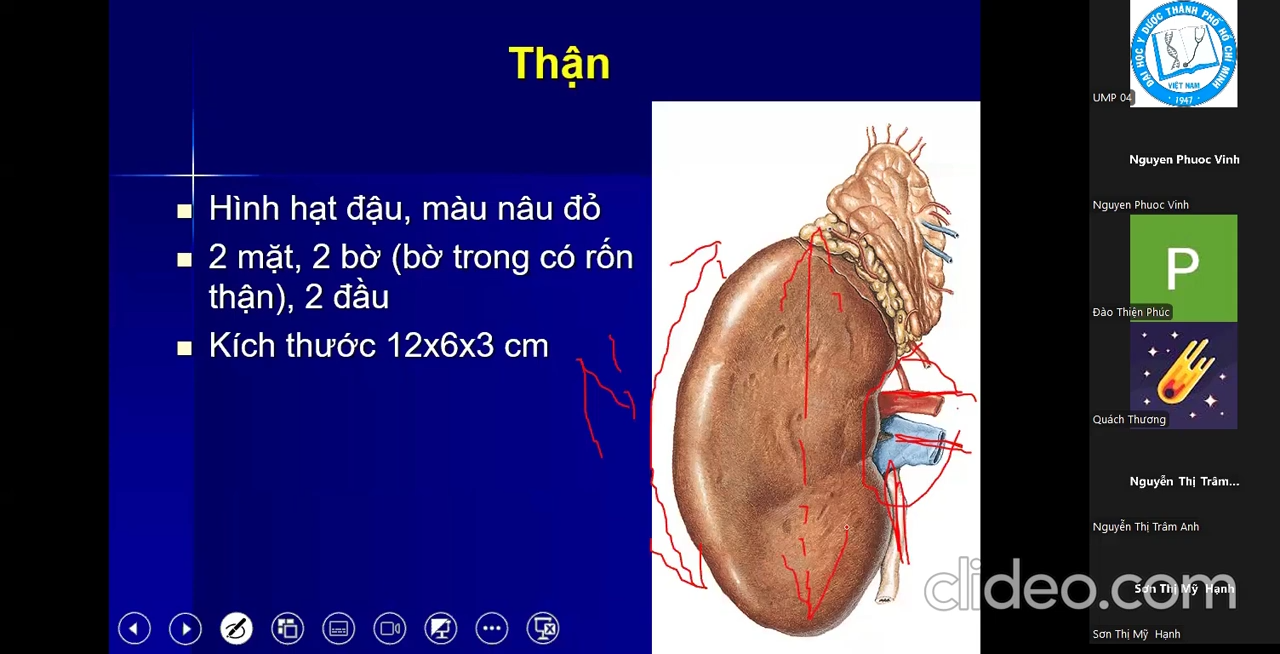 Thận
Hình hạt đậu, màu nâu đỏ
2 mặt, 2 bờ (bờ trong có rốn
thận), 2 đầu
Kích thước 12x6x3 cm
ĐẠI HỌC Y DƯỢC THÀNH PHỐ HỒ CHÍ MINH
VIỆT NAM
1947
UMP 04
Nguyen Phuoc Vinh
Nguyen Phuoc Vinh
P
Đào Thiện Phúc
Quách Thương
Nguyễn Thị Trâm...
Nguyễn Thị Trâm Anh
Sơn Thị Mỹ Hạnh
Sơn Thị Mỹ Hạnh
clideo.com